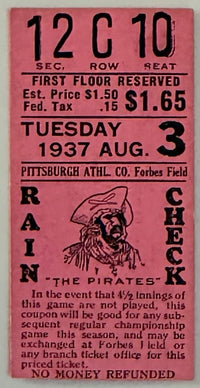 12 C 10
SEC. ROW SEAT
FIRST FLOOR RESERVED
Est. Price $1.50
Fed. Tax .15 $1.65
TUESDAY
1937 AUG. 3
PITTSBURGH ATHL. CO. Forbes Field
RAIN CHECK
"THE PIRATES"
In the event that 4½ innings of
this game are not played, this
coupon will be good for any sub-
sequent regular championship
game this season, and may be
exchanged at Forbes Field or
any branch ticket office for this
priced ticket.
NO MONEY REFUNDED